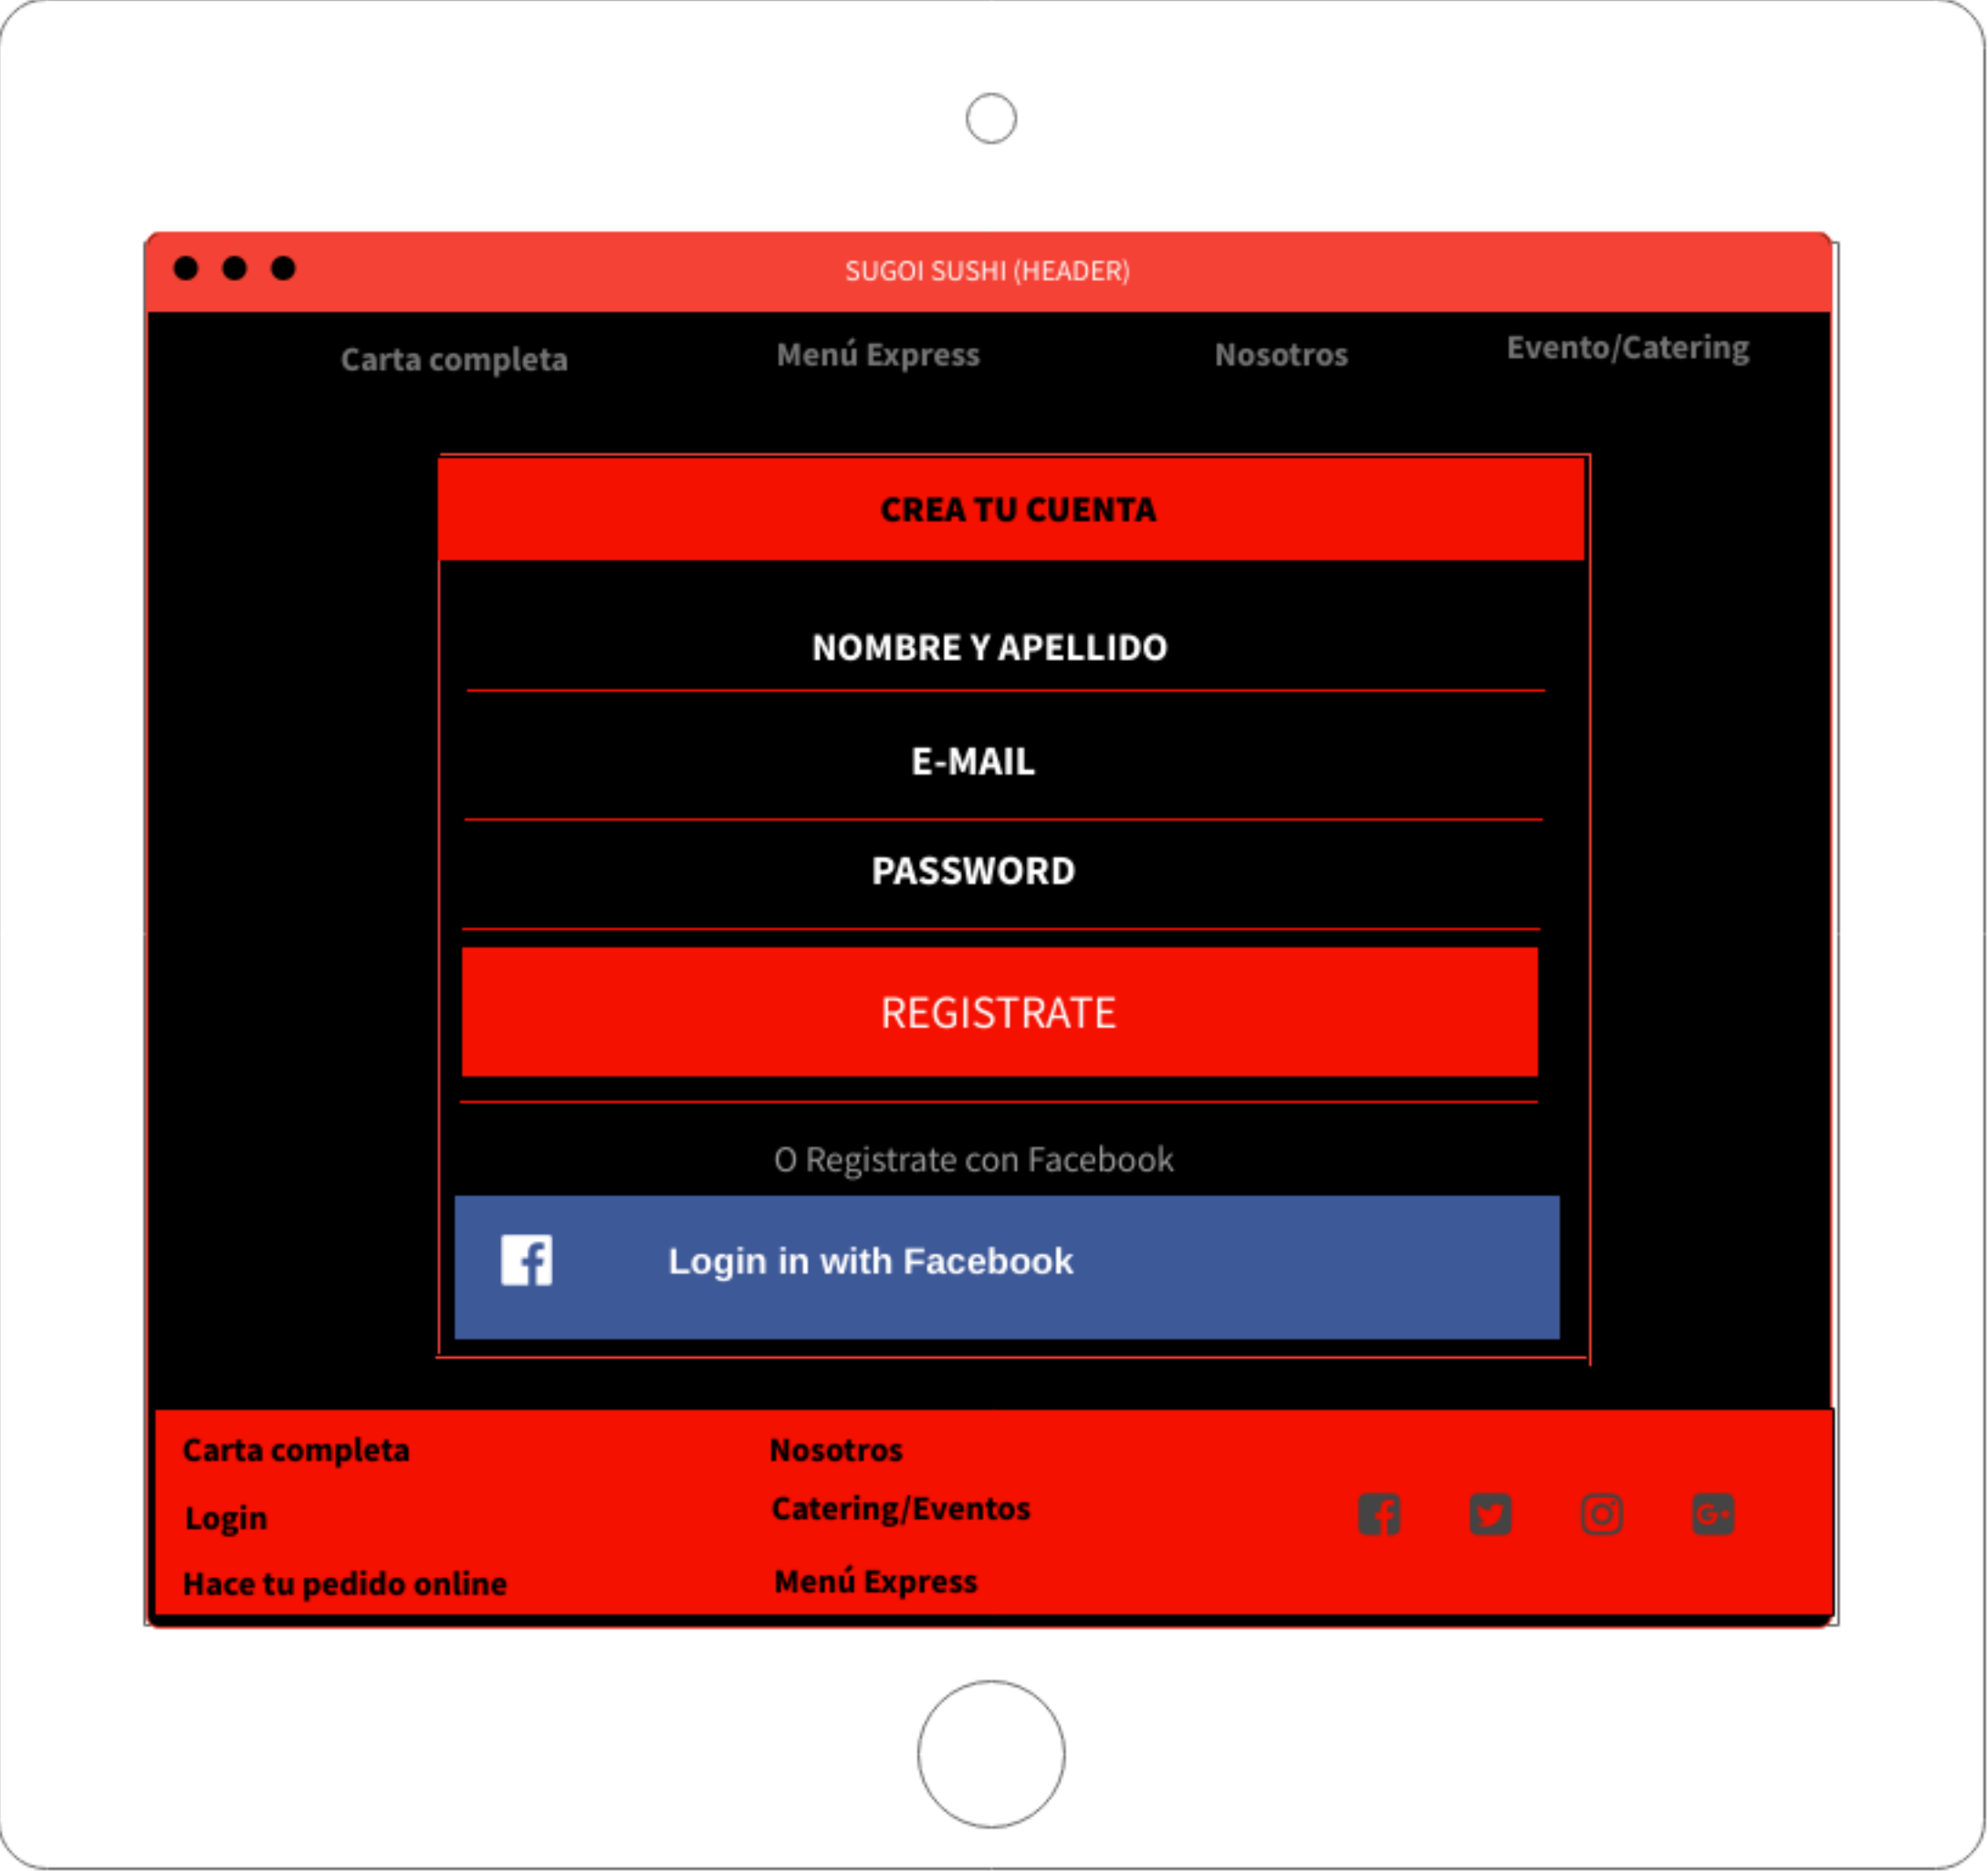 SUGOI SUSHI (HEADER)
Carta completa
Menú Express
Nosotros
Evento/Catering
CREA TU CUENTA
NOMBRE Y APELLIDO
E-MAIL
PASSWORD
REGISTRATE
O Registrate con Facebook
Login in with Facebook
Carta completa
Login
Hace tu pedido online
Nosotros
Catering/Eventos
Menú Express